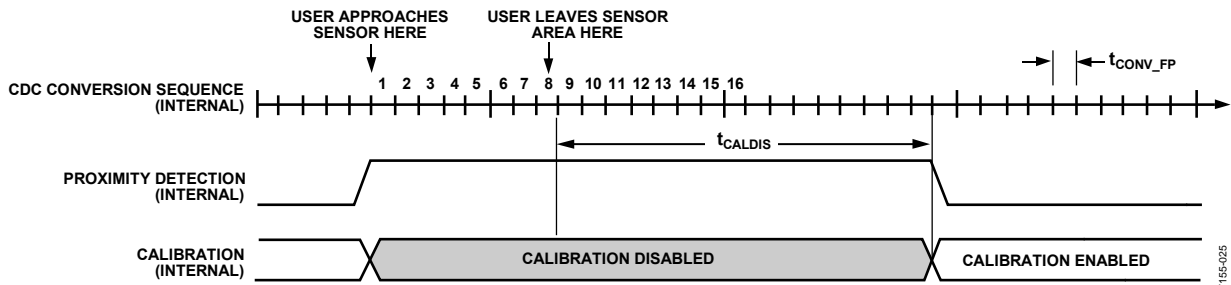 USER APPROACHES
SENSOR HERE
USER LEAVES SENSOR
AREA HERE
tCONV_FP
CDC CONVERSION SEQUENCE
(INTERNAL)
1 2 3 4 5 6 7 8 9 10 11 12 13 14 15 16
tCALDIS
PROXIMITY DETECTION
(INTERNAL)
CALIBRATION
(INTERNAL)
CALIBRATION DISABLED
CALIBRATION ENABLED
155-025